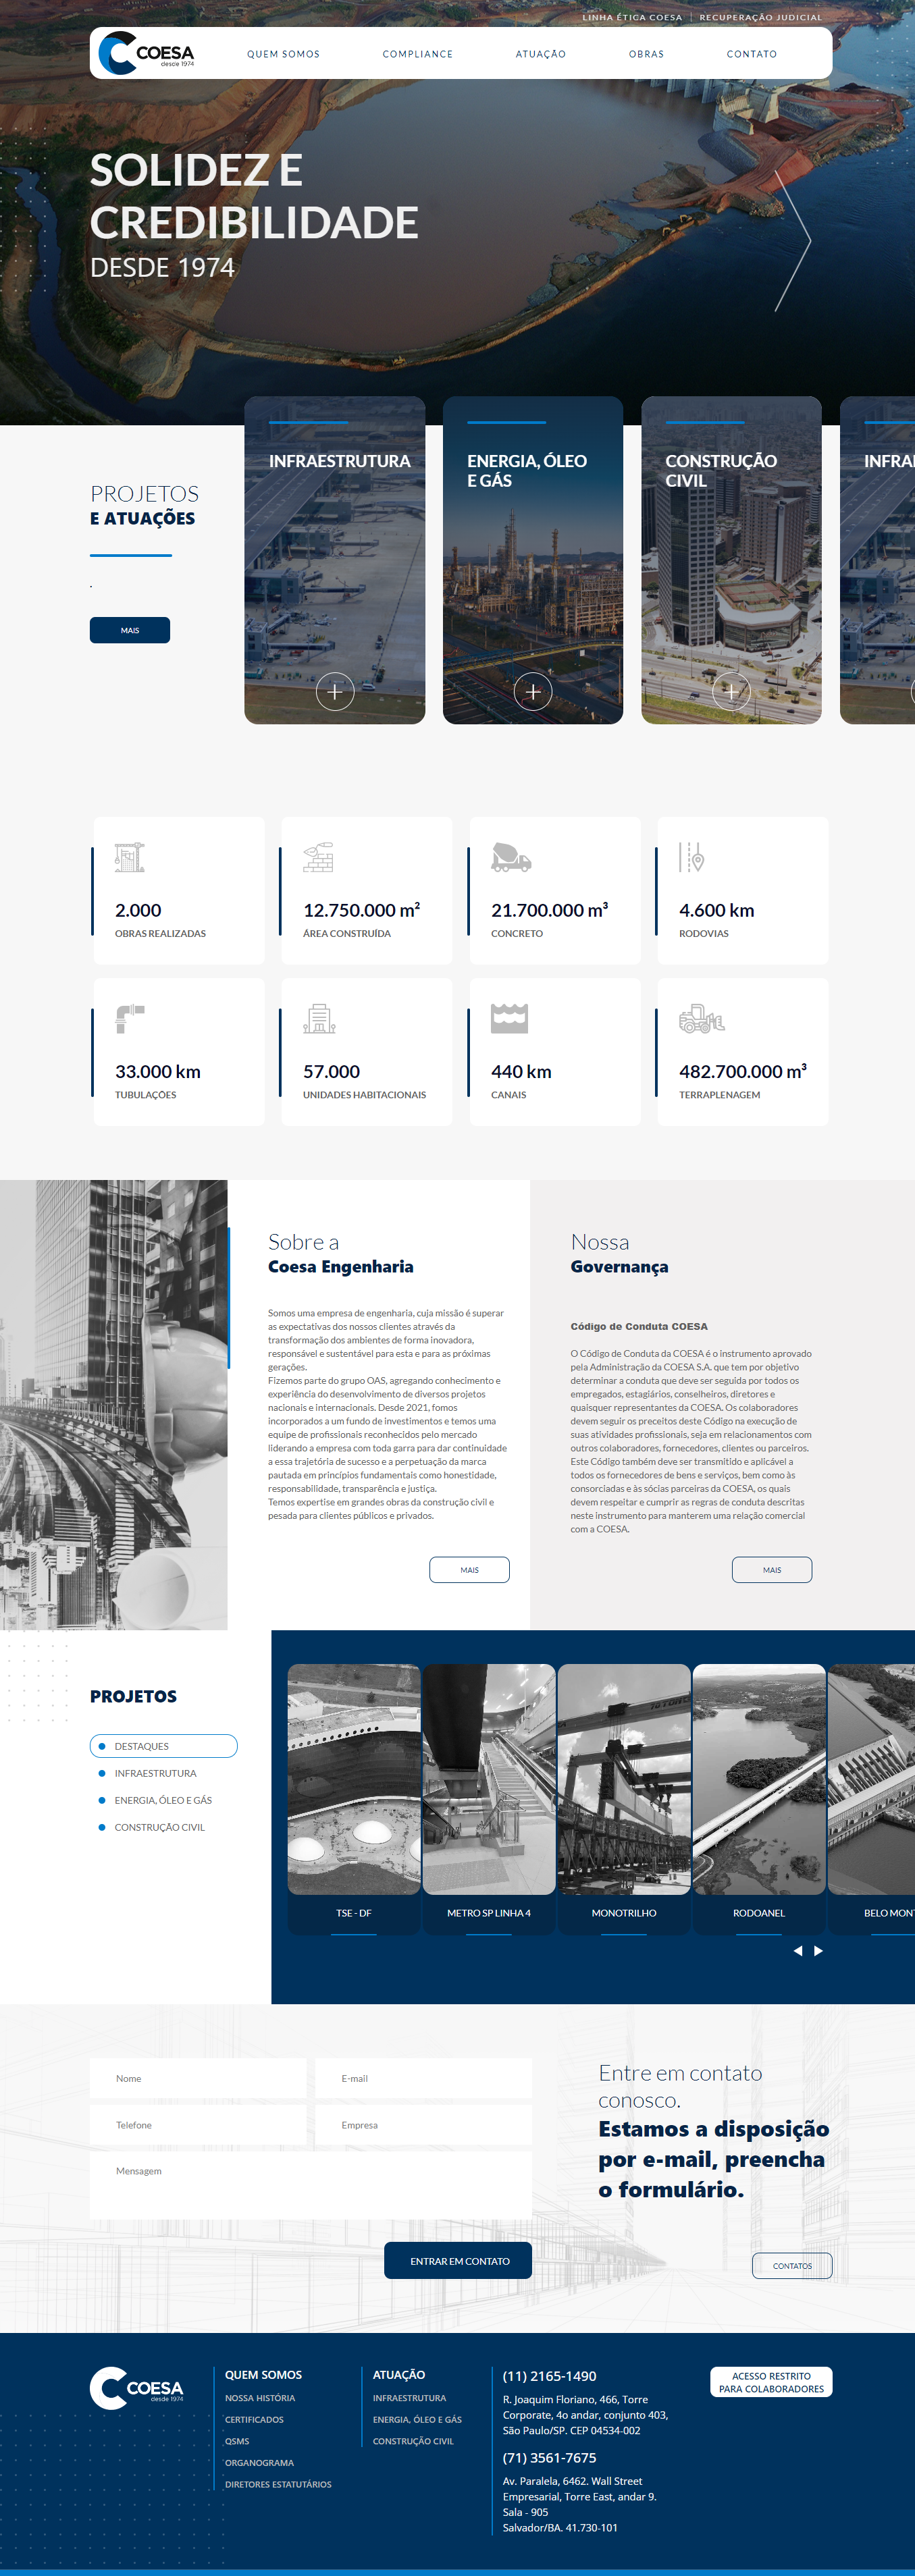 LINHA ÉTICA COESA | RECUPERAÇÃO JUDICIAL
COESA
desde 1974
QUEM SOMOS
COMPLIANCE
ATUAÇÃO
OBRAS
CONTATO
SOLIDEZ E
CREDIBILIDADE
DESDE 1974
PROJETOS
E ATUAÇÕES
.
MAIS
INFRAESTRUTURA
ENERGIA, ÓLEO
E GÁS
CONSTRUÇÃO
CIVIL
INFRA
2.000
OBRAS REALIZADAS
12.750.000 m²
ÁREA CONSTRUÍDA
21.700.000 m³
CONCRETO
4.600 km
RODOVIAS
33.000 km
TUBULAÇÕES
57.000
UNIDADES HABITACIONAIS
440 km
CANAIS
482.700.000 m³
TERRAPLENAGEM
Sobre a
Coesa Engenharia
Somos uma empresa de engenharia, cuja missão é superar
as expectativas dos nossos clientes através da
transformação dos ambientes de forma inovadora,
responsável e sustentável para esta e para as próximas
gerações.
Fizemos parte do grupo OAS, agregando conhecimento e
experiência do desenvolvimento de diversos projetos
nacionais e internacionais. Desde 2021, fomos
incorporados a um fundo de investimentos e temos uma
equipe de profissionais reconhecidos pelo mercado
liderando a empresa com toda garra para dar continuidade
a essa trajetória de sucesso e a perpetuação da marca
pautada em princípios fundamentais como honestidade,
responsabilidade, transparência e justiça.
Temos expertise em grandes obras da construção civil e
pesada para clientes públicos e privados.
MAIS
Nossa
Governança
Código de Conduta COESA
O Código de Conduta da COESA é o instrumento aprovado
pela Administração da COESA S.A. que tem por objetivo
determinar a conduta que deve ser seguida por todos os
empregados, estagiários, conselheiros, diretores e
quaisquer representantes da COESA. Os colaboradores
devem seguir os preceitos deste Código na execução de
suas atividades profissionais, seja em relacionamentos com
outros colaboradores, fornecedores, clientes ou parceiros.
Este Código também deve ser transmitido e aplicável a
todos os fornecedores de bens e serviços, bem como às
consorciadas e às sócias parceiras da COESA, os quais
devem respeitar e cumprir as regras de conduta descritas
neste instrumento para manterem uma relação comercial
com a COESA.
MAIS
PROJETOS
DESTAQUES
INFRAESTRUTURA
ENERGIA, ÓLEO E GÁS
CONSTRUÇÃO CIVIL
TSE - DF
METRO SP LINHA 4
MONOTRILHO
RODOANEL
BELO MON
Nome
E-mail
Telefone
Empresa
Mensagem
ENTRAR EM CONTATO
Entre em contato
conosco.
Estamos a disposição
por e-mail, preencha
o formulário.
CONTATOS
COESA
desde 1974
QUEM SOMOS
NOSSA HISTÓRIA
CERTIFICADOS
QSMS
ORGANOGRAMA
DIRETORES ESTATUTÁRIOS
ATUAÇÃO
INFRAESTRUTURA
ENERGIA, ÓLEO E GÁS
CONSTRUÇÃO CIVIL
(11) 2165-1490
R. Joaquim Floriano, 466, Torre
Corporate, 4o andar, conjunto 403,
São Paulo/SP. CEP 04534-002
(71) 3561-7675
Av. Paralela, 6462. Wall Street
Empresarial, Torre East, andar 9.
Sala - 905
Salvador/BA. 41.730-101
ACESSO RESTRITO
PARA COLABORADORES